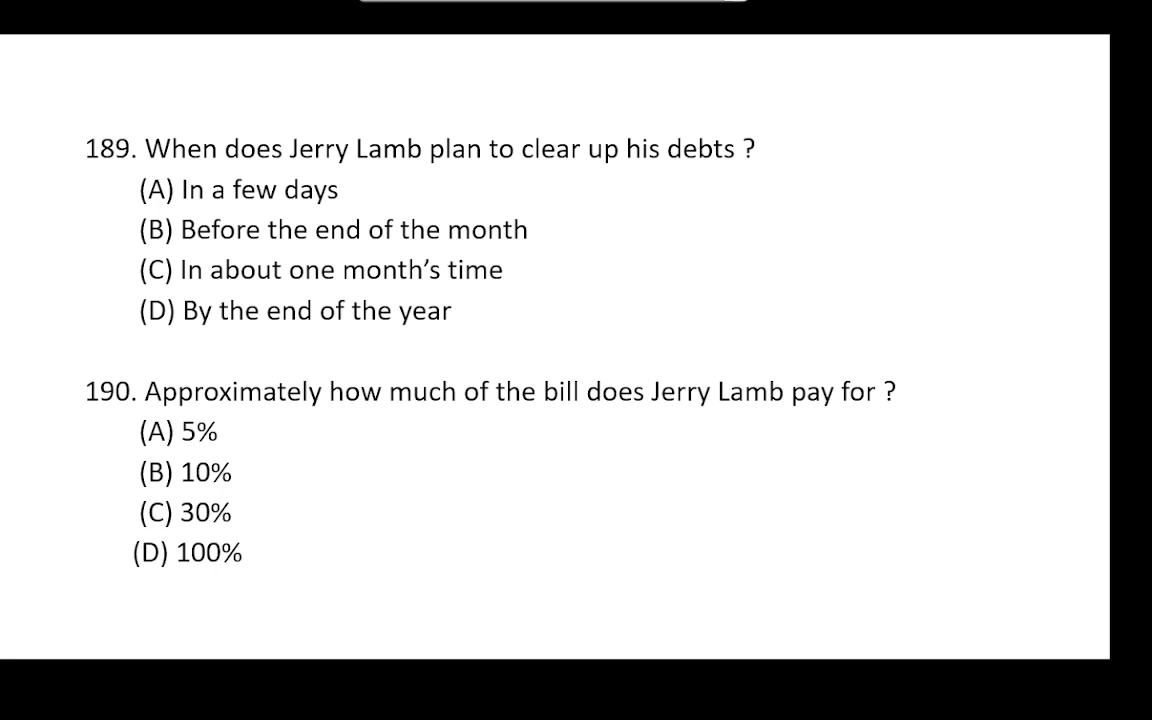 189. When does Jerry Lamb plan to clear up his debts ?
(A) In a few days
(B) Before the end of the month
(C) In about one month’s time
(D) By the end of the year
190. Approximately how much of the bill does Jerry Lamb pay for ?
(A) 5%
(B) 10%
(C) 30%
(D) 100%